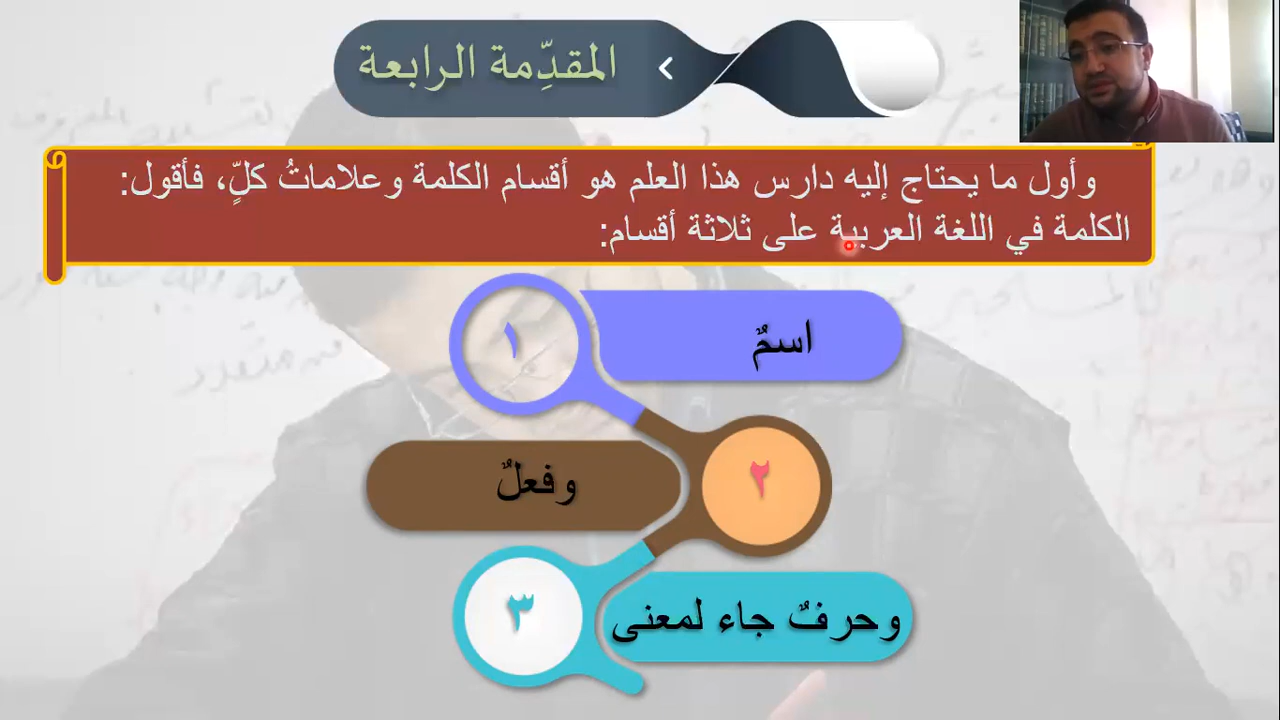 المقدِّمة الرابعة
وأول ما يحتاج إليه دارس هذا العلم هو أقسام الكلمة وعلاماتُ كلٍّ، فأقول:
الكلمة في اللغة العربية على ثلاثة أقسام:
١
اسمٌ
٢
وفعلٌ
٣
وحرفٌ جاء لمعنى